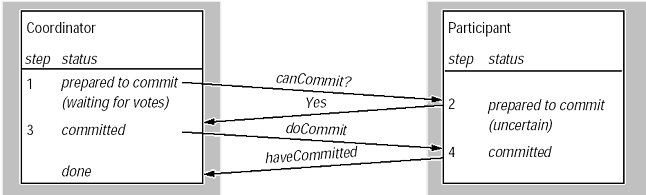 Coordinator
step status
1 prepared to commit
(waiting for votes)
3 committed
done
canCommit?
Yes
doCommit
haveCommitted
Participant
step status
2 prepared to commit
(uncertain)
4 committed